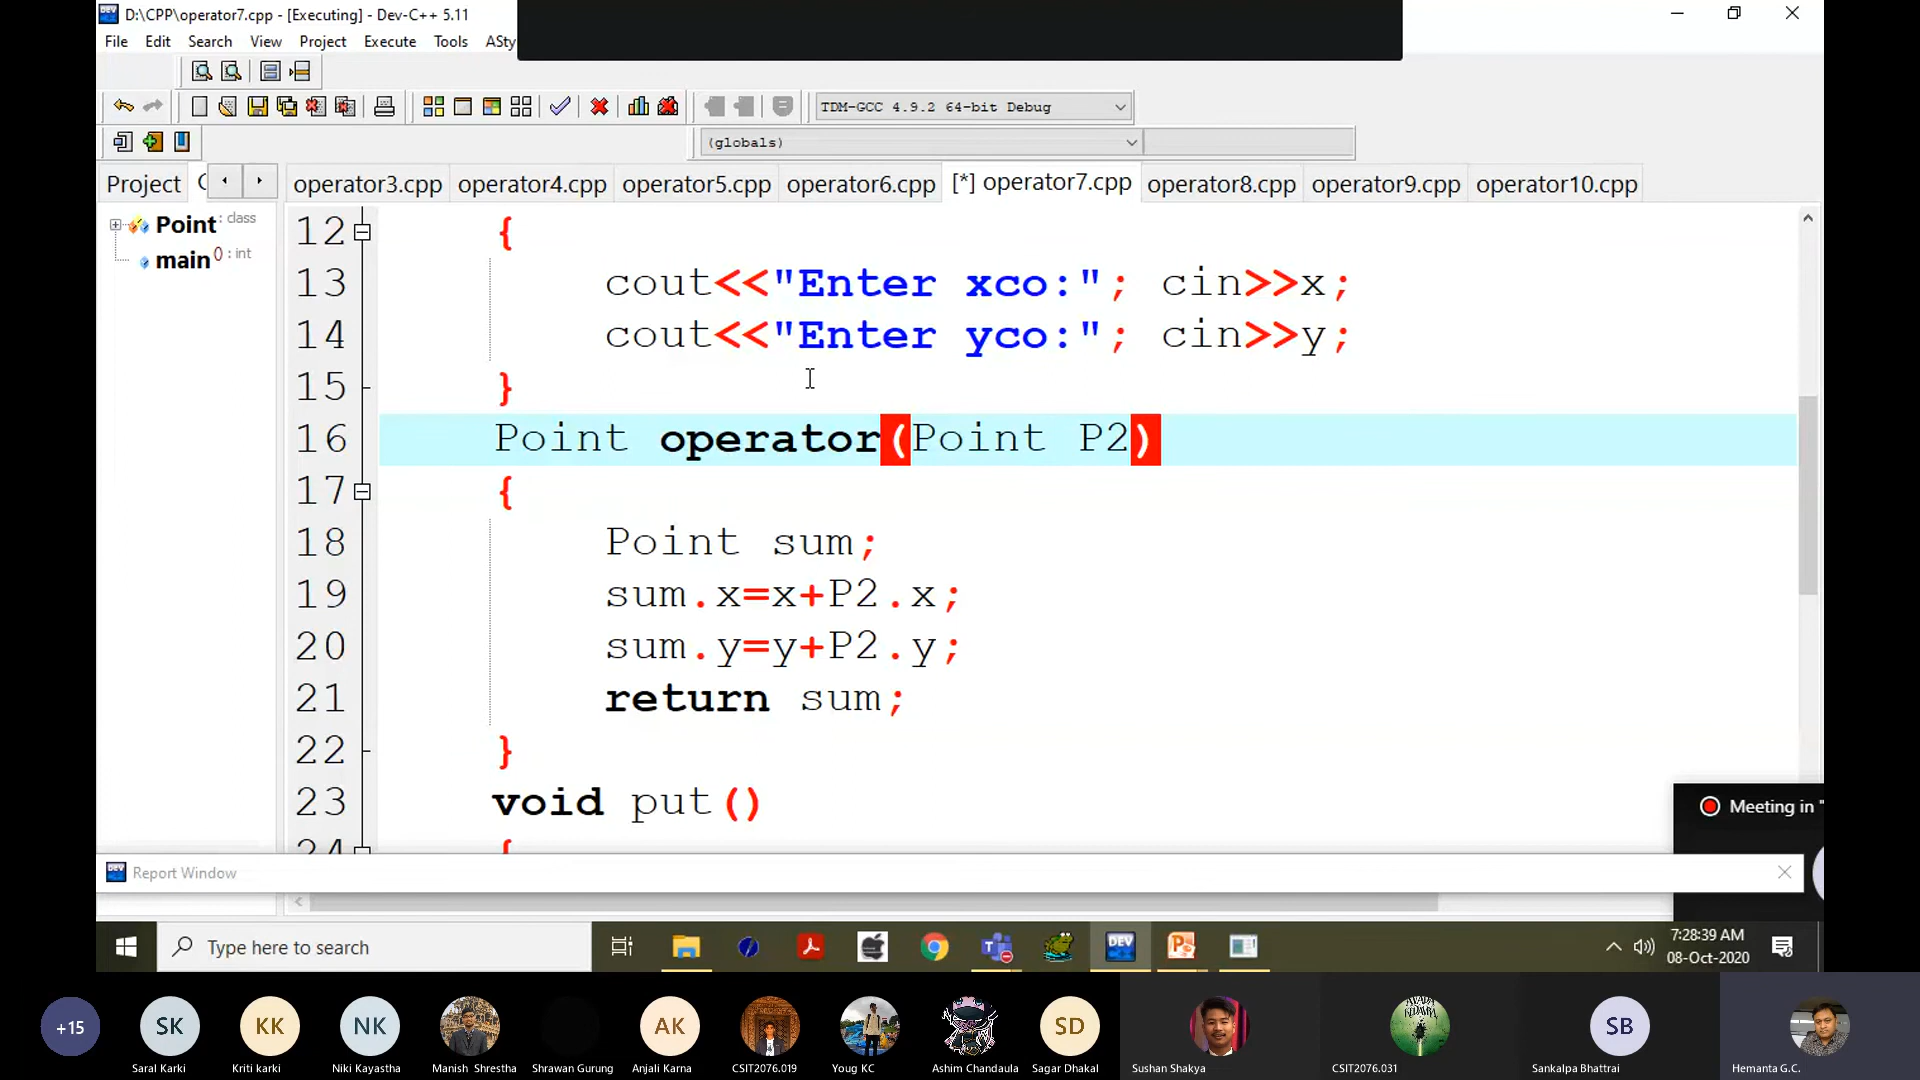 D:\CPP\operator7.cpp - [Executing] - Dev-C++ 5.11
File Edit Search View Project Execute Tools ASty
TDM-GCC 4.9.2 64-bit Debug
(globals)
Project operator3.cpp operator4.cpp operator5.cpp operator6.cpp [*] operator7.cpp operator8.cpp operator9.cpp operator10.cpp
Point : class
main () : int
12 {
13 cout<<"Enter xco:"; cin>>x;
14 cout<<"Enter yco:"; cin>>y;
15 }
16 Point operator(Point P2)
17 {
18 Point sum;
19 sum.x=x+P2.x;
20 sum.y=y+P2.y;
21 return sum;
22 }
23 void put()
24 {
Meeting in "
DEV Report Window
Type here to search
DEV
7:28:39 AM
08-Oct-2020
+15 SK KK NK AK SD SB
Saral Karki Kriti karki Niki Kayastha Manish Shrestha Shrawan Gurung Anjali Karna CSIT2076.019 Youg KC Ashim Chandaula Sagar Dhakal Sushan Shakya CSIT2076.031 Sankalpa Bhattrai Hemanta G.C.